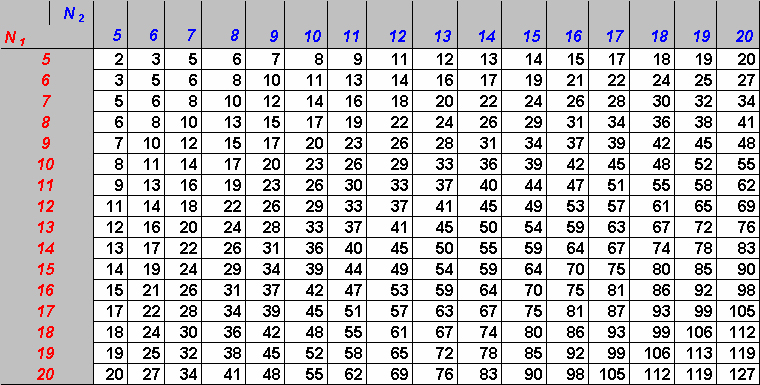 N 2
N 1 5 6 7 8 9 10 11 12 13 14 15 16 17 18 19 20
5 2 3 5 6 7 8 9 11 12 13 14 15 17 18 19 20
6 3 5 6 8 10 11 13 14 16 17 19 21 22 24 25 27
7 5 6 8 10 12 14 16 18 20 22 24 26 28 30 32 34
8 6 8 10 13 15 17 19 22 24 26 29 31 34 36 38 41
9 7 10 12 15 17 20 23 26 28 31 34 37 39 42 45 48
10 8 11 14 17 20 23 26 29 33 36 39 42 45 48 52 55
11 9 13 16 19 23 26 30 33 37 40 44 47 51 55 58 62
12 11 14 18 22 26 29 33 37 41 45 49 53 57 61 65 69
13 12 16 20 24 28 33 37 41 45 50 54 59 63 67 72 76
14 13 17 22 26 31 36 40 45 50 55 59 64 67 74 78 83
15 14 19 24 29 34 39 44 49 54 59 64 70 75 80 85 90
16 15 21 26 31 37 42 47 53 59 64 70 75 81 86 92 98
17 17 22 28 34 39 45 51 57 63 67 75 81 87 93 99 105
18 18 24 30 36 42 48 55 61 67 74 80 86 93 99 106 112
19 19 25 32 38 45 52 58 65 72 78 85 92 99 106 113 119
20 20 27 34 41 48 55 62 69 76 83 90 98 105 112 119 127